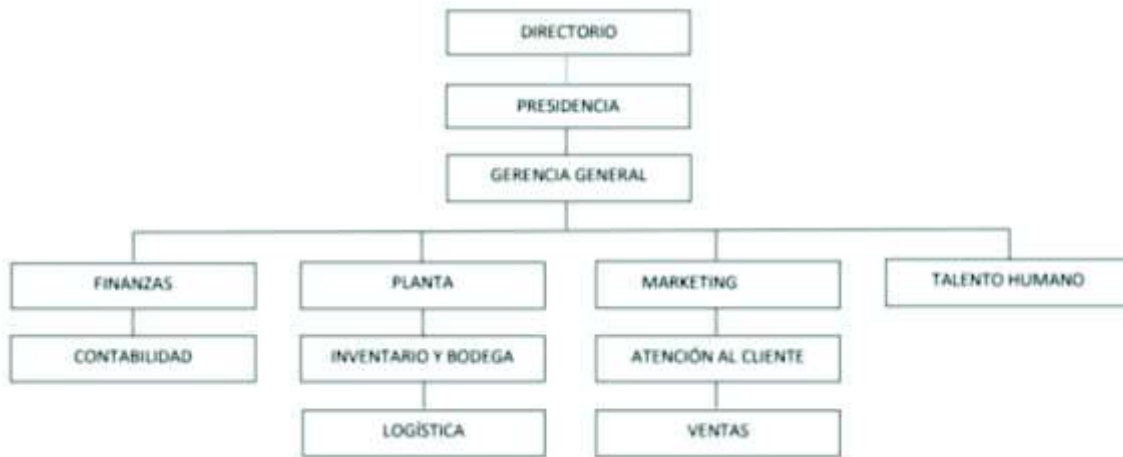 DIRECTORIO
PRESIDENCIA
GERENCIA GENERAL
FINANZAS
PLANTA
MARKETING
TALENTO HUMANO
CONTABILIDAD
INVENTARIO Y BODEGA
ATENCIÓN AL CLIENTE
LOGÍSTICA
VENTAS